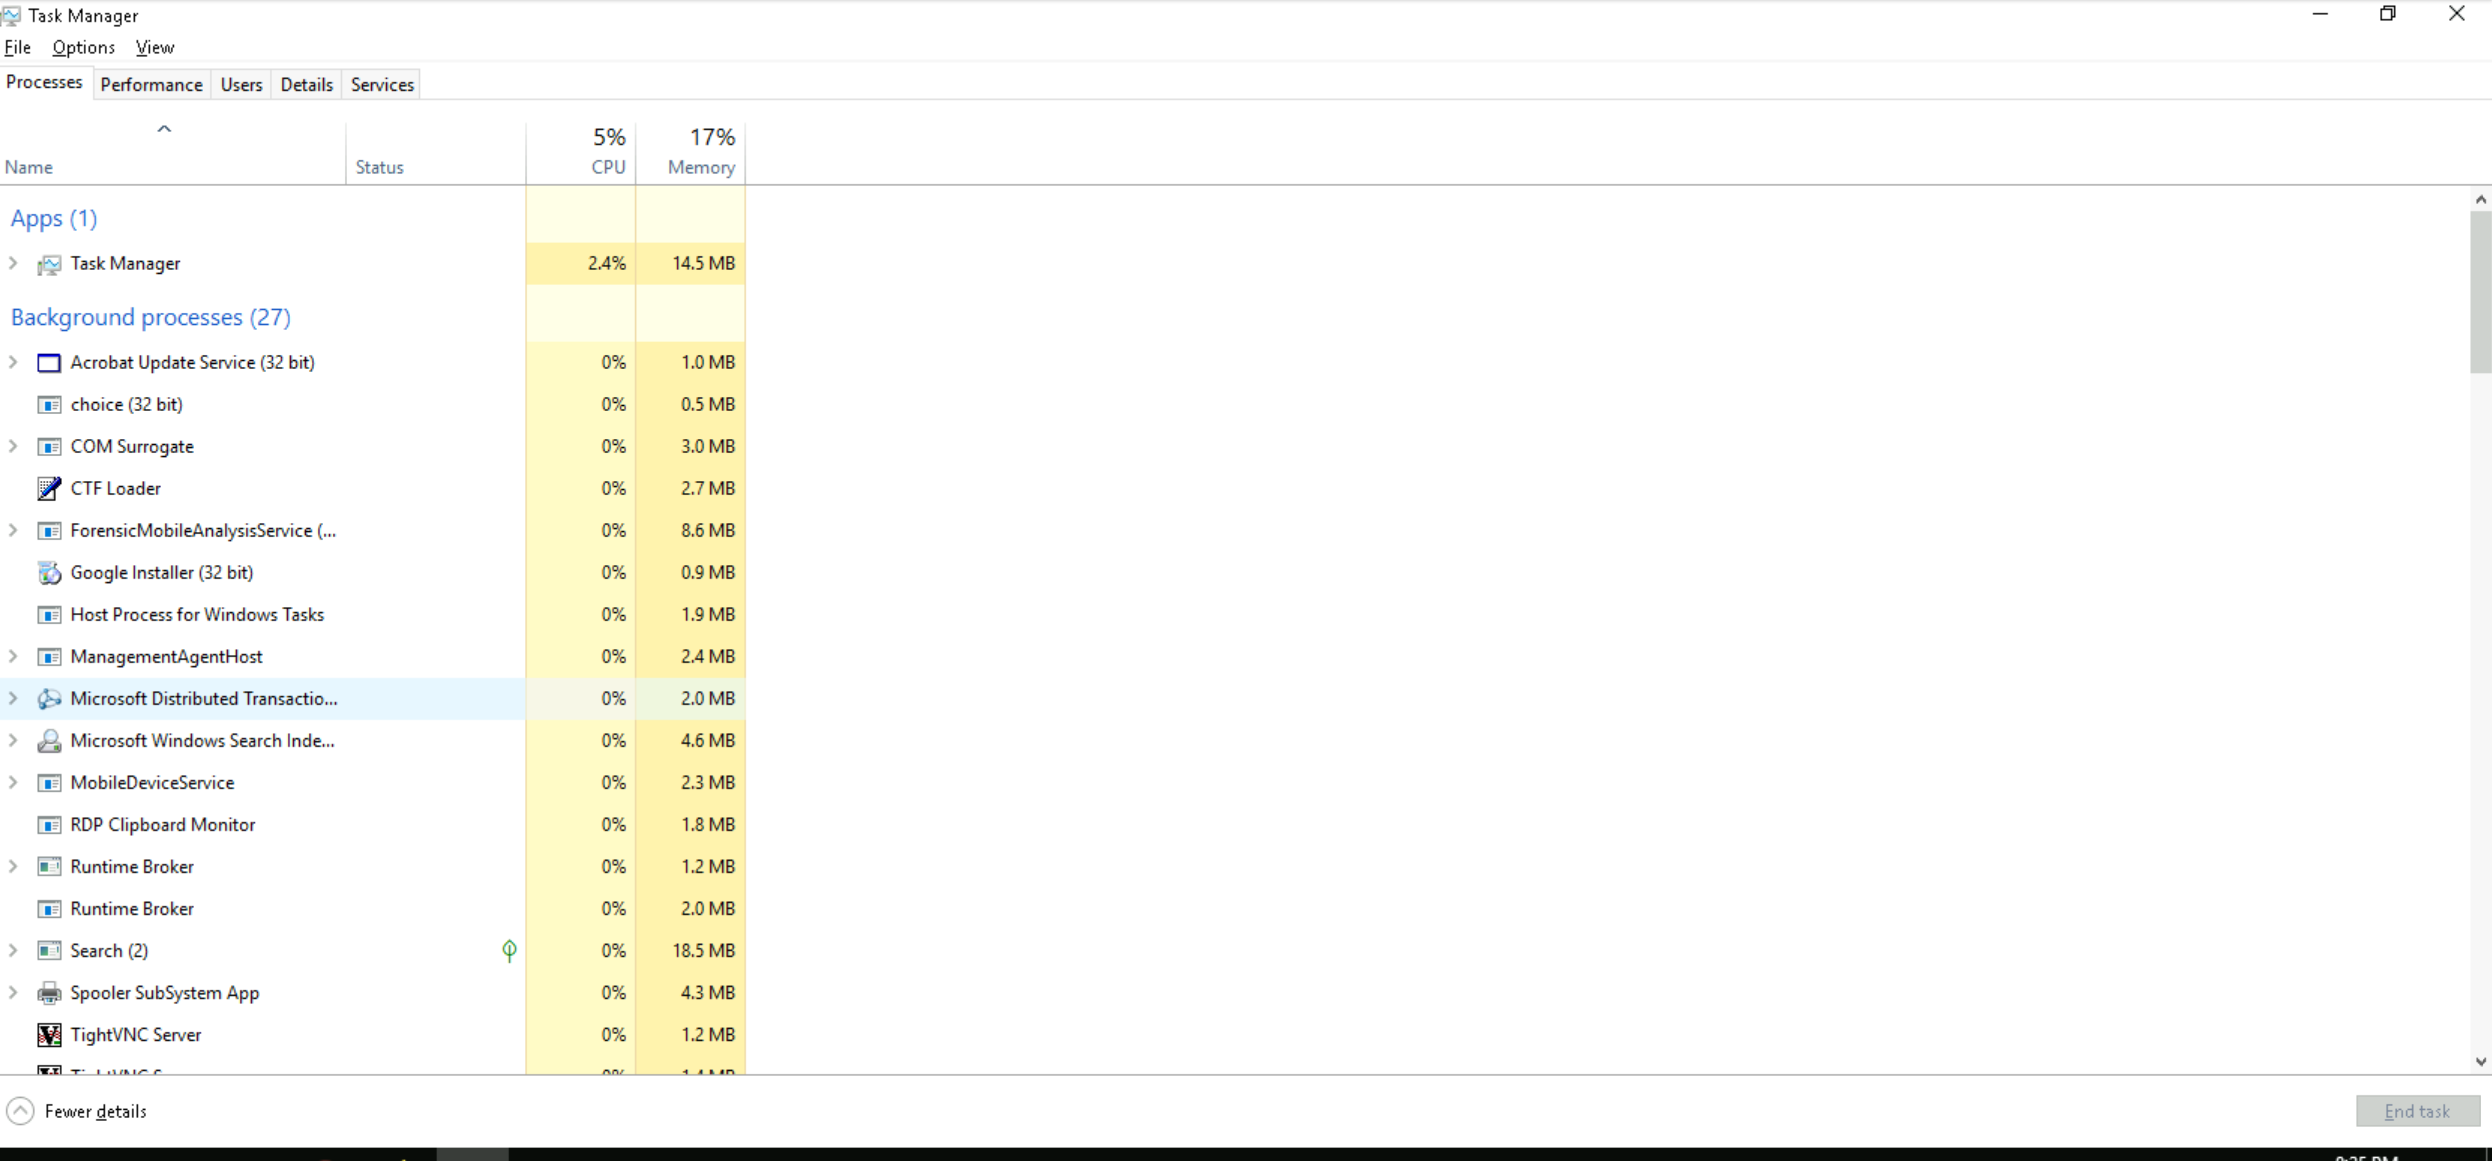 Task Manager
File Options View
Processes Performance Users Details Services
5% 17%
Name Status CPU Memory
Apps (1)
Task Manager 2.4% 14.5 MB
Background processes (27)
Acrobat Update Service (32 bit) 0% 1.0 MB
choice (32 bit) 0% 0.5 MB
COM Surrogate 0% 3.0 MB
CTF Loader 0% 2.7 MB
ForensicMobileAnalysisService (... 0% 8.6 MB
Google Installer (32 bit) 0% 0.9 MB
Host Process for Windows Tasks 0% 1.9 MB
ManagementAgentHost 0% 2.4 MB
Microsoft Distributed Transactio... 0% 2.0 MB
Microsoft Windows Search Inde... 0% 4.6 MB
MobileDeviceService 0% 2.3 MB
RDP Clipboard Monitor 0% 1.8 MB
Runtime Broker 0% 1.2 MB
Runtime Broker 0% 2.0 MB
Search (2) 0% 18.5 MB
Spooler SubSystem App 0% 4.3 MB
TightVNC Server 0% 1.2 MB
Fewer details End task